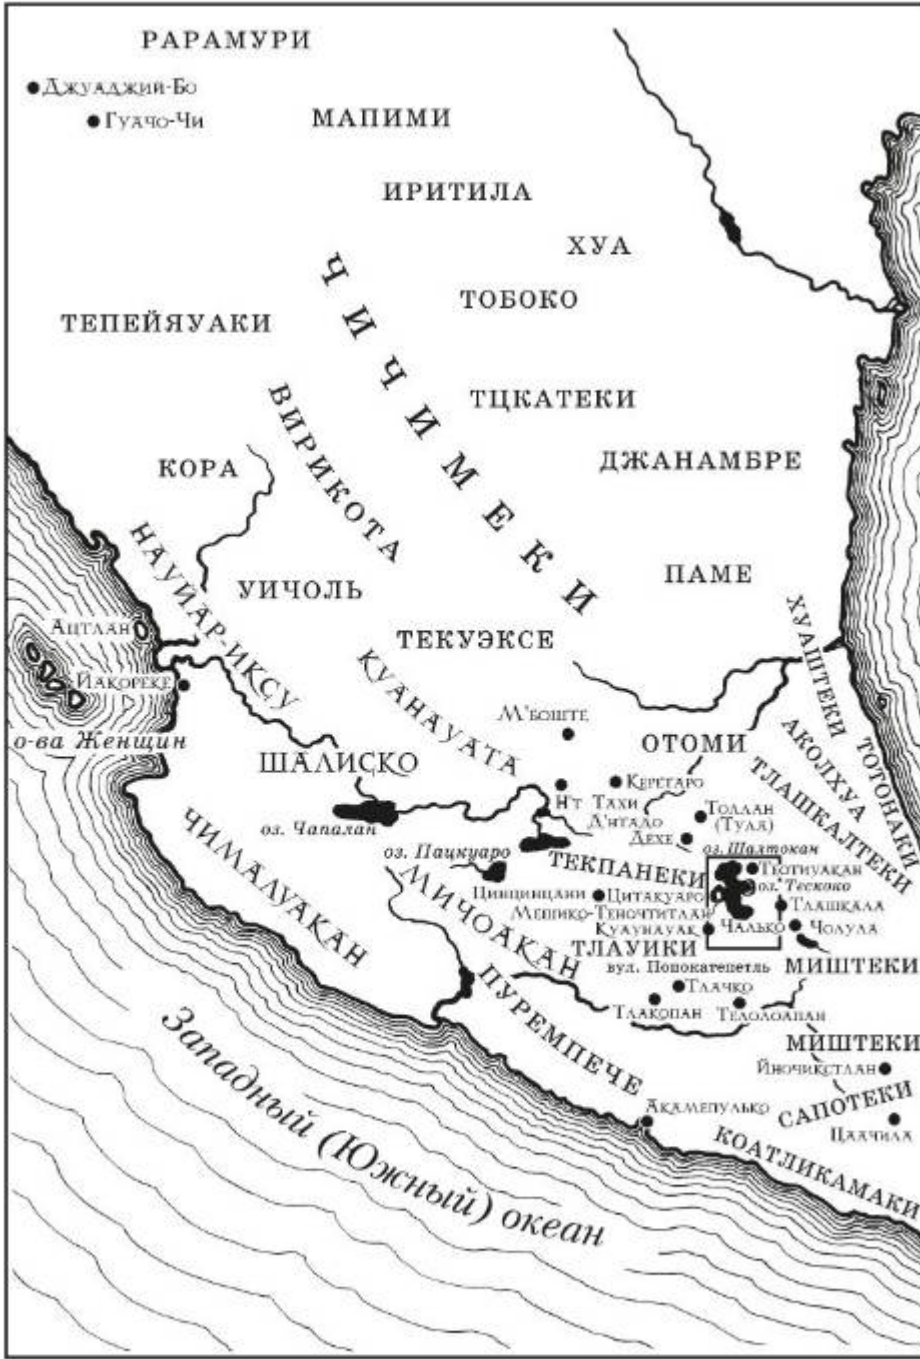 РАРАМУРИ
Джуаджий-Бо
Гуачо-Чи
МАПИМИ
ИРИТИЛА
ХУА
ТОБОКО
ТЕПЕЙЯУАКИ
ЧИЧИМЕКИ
ТЦКАТЕКИ
ВИРИКОТА
КОРА
ДЖАНАМБРЕ
НАУЙАР-ИКСУ
УИЧОЛЬ
ПАМЕ
Ацтлан
ТЕКУЭКСЕ
ХУАШТЕКИ
Йакореке
КУАНАУАТА
М'боште
о-ва Женщин
ОТОМИ
АКОЛХУА
ТОТОНАКИ
ШАЛИСКО
ТЛАШКАЛТЕКИ
Керетаро
Н'т Тахи
Толлан
(Тула)
оз. Чапалан
Д'нтадо
Дехе
ЧИМАЛУАКАН
оз. Пацкуаро
оз. Шалтокан
ТЕКПАНЕКИ
Теотиуакан
МИЧОАКАН
оз. Тескоко
Цинцинцани
Цитакуаро
Тлашкала
Мешико-Теночтитлан
Куаунауак
Чалько
Чолула
ТЛАУИКИ
вул. Попокатепетль
МИШТЕКИ
ПУРЕМПЕЧЕ
Тлачко
Тлакопан
Телолоапан
МИШТЕКИ
Йночикстлан
Западный (Южный) океан
Акамепулько
САПОТЕКИ
Цаачила
КОАТЛИКАМАКИ